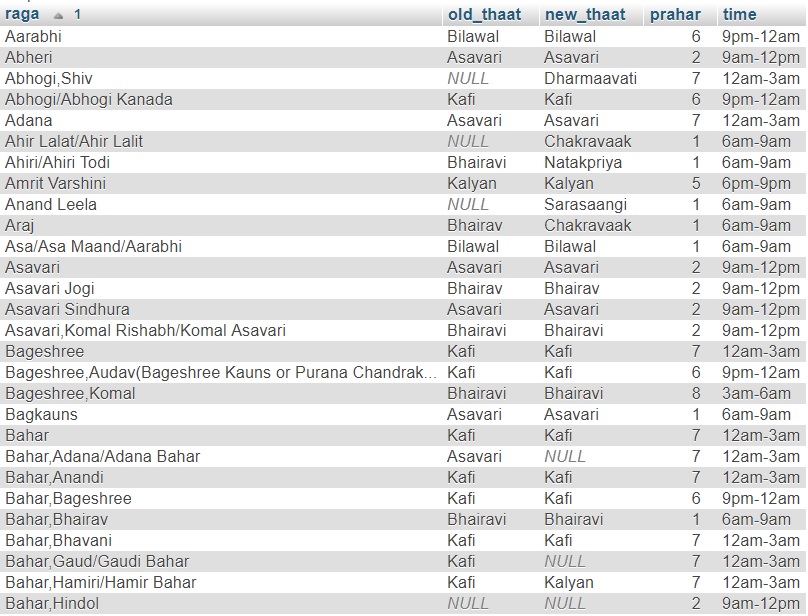 raga 1 old_thaat new_thaat prahar time
Aarabhi Bilawal Bilawal 6 9pm-12am
Abheri Asavari Asavari 2 9am-12pm
Abhogi,Shiv NULL Dharmaavati 7 12am-3am
Abhogi/Abhogi Kanada Kafi Kafi 6 9pm-12am
Adana Asavari Asavari 7 12am-3am
Ahir Lalat/Ahir Lalit NULL Chakravaak 1 6am-9am
Ahiri/Ahiri Todi Bhairavi Natakpriya 1 6am-9am
Amrit Varshini Kalyan Kalyan 5 6pm-9pm
Anand Leela NULL Sarasaangi 1 6am-9am
Araj Bhairav Chakravaak 1 6am-9am
Asa/Asa Maand/Aarabhi Bilawal Bilawal 1 6am-9am
Asavari Asavari Asavari 2 9am-12pm
Asavari Jogi Bhairav Bhairav 2 9am-12pm
Asavari Sindhura Asavari Asavari 2 9am-12pm
Asavari,Komal Rishabh/Komal Asavari Bhairavi Bhairavi 2 9am-12pm
Bageshree Kafi Kafi 7 12am-3am
Bageshree,Audav(Bageshree Kauns or Purana Chandrak... Kafi Kafi 6 9pm-12am
Bageshree,Komal Bhairavi Bhairavi 8 3am-6am
Bagkauns Asavari Asavari 1 6am-9am
Bahar Kafi Kafi 7 12am-3am
Bahar,Adana/Adana Bahar Asavari NULL 7 12am-3am
Bahar,Anandi Kafi Kafi 7 12am-3am
Bahar,Bageshree Kafi Kafi 6 9pm-12am
Bahar,Bhairav Bhairavi Bhairavi 1 6am-9am
Bahar,Bhavani Kafi Kafi 7 12am-3am
Bahar,Gaud/Gaudi Bahar Kafi NULL 7 12am-3am
Bahar,Hamiri/Hamir Bahar Kafi Kalyan 7 12am-3am
Bahar,Hindol NULL NULL 2 9am-12pm